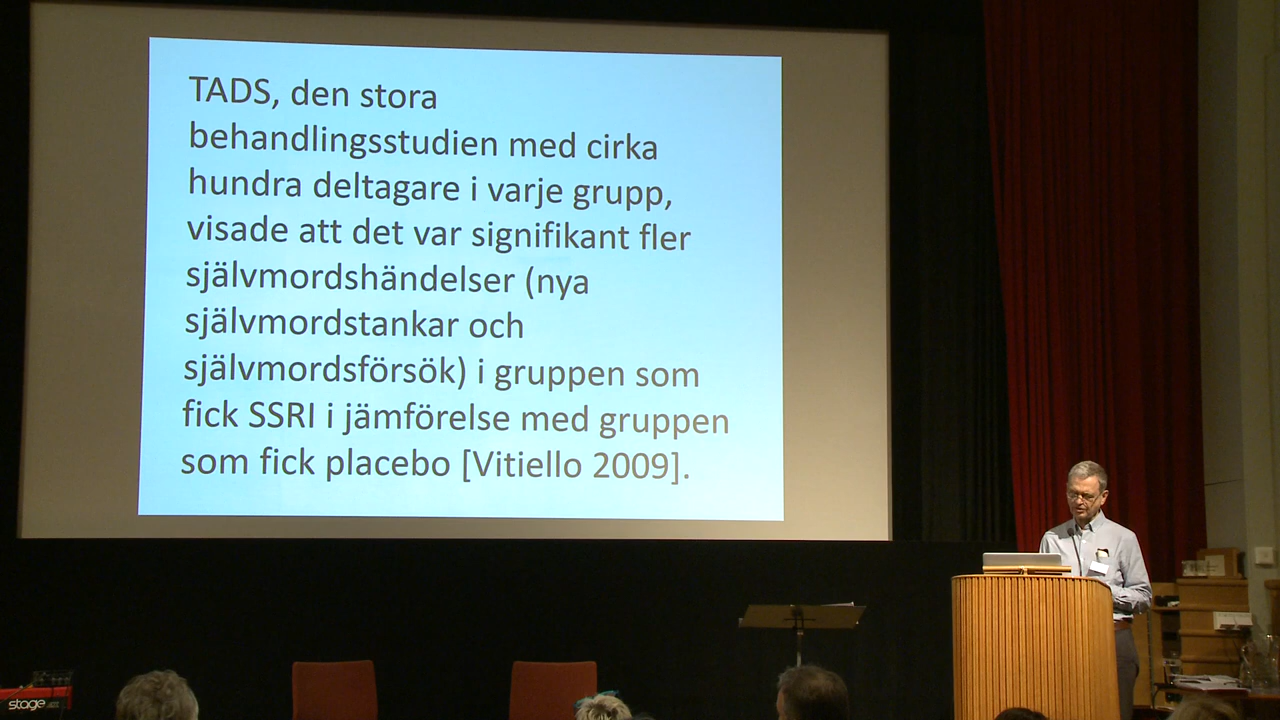 TADS, den stora
behandlingsstudien med cirka
hundra deltagare i varje grupp,
visade att det var signifikant fler
självmordshändelser (nya
självmordstankar och
självmordsförsök) i gruppen som
fick SSRI i jämförelse med gruppen
som fick placebo [Vitiello 2009].
stage